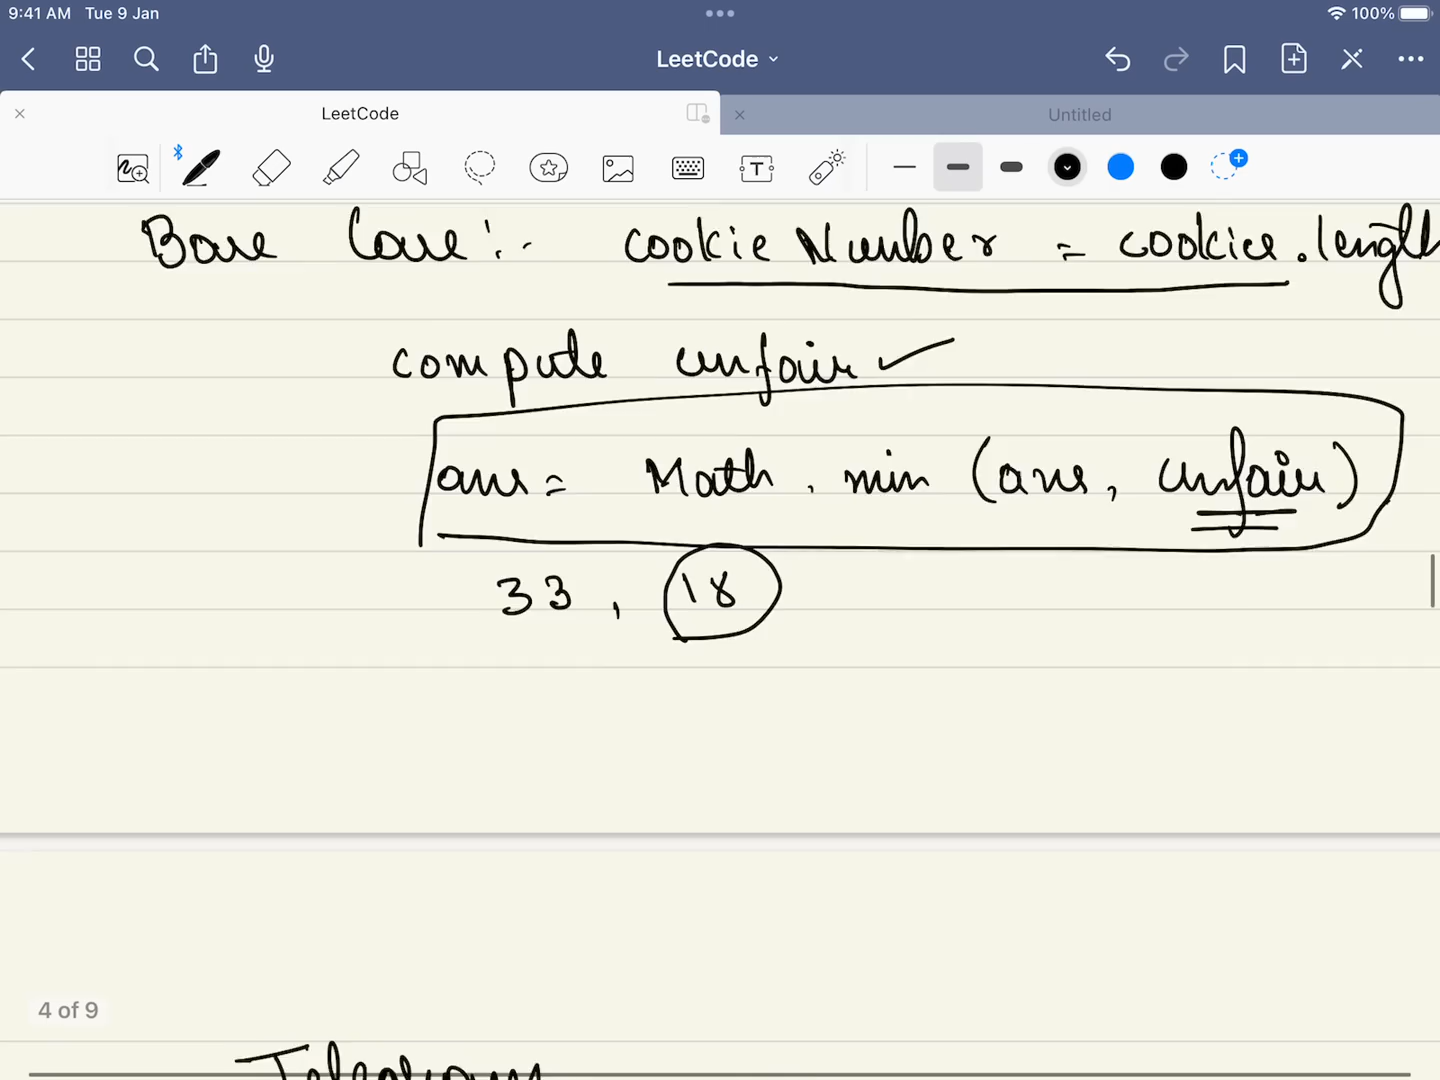 9:41 AM Tue 9 Jan
100%
LeetCode
LeetCode
Untitled
T
Base Case :- cookie Number = cookies.length
compute unfair ✓
ans = Math . min (ans, unfair)
33 , 18
4 of 9